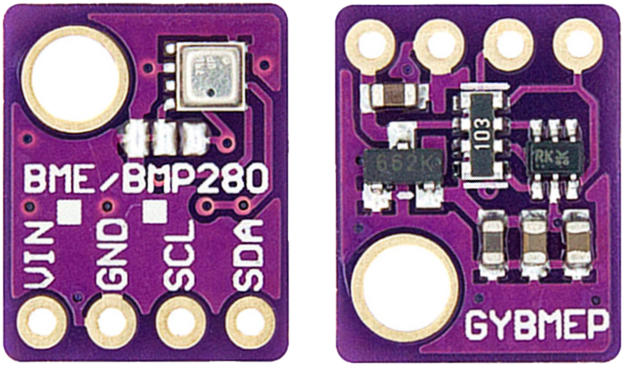 BME/BMP280
VIN
GND
SCL
SDA
103
662K
RK
GYBMEP